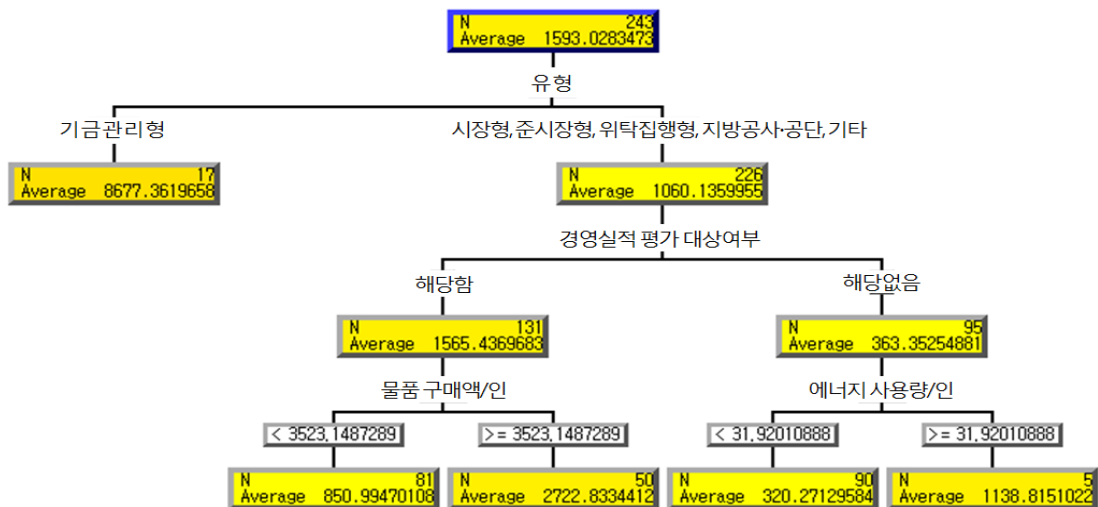 N 243
Average 1593.0283473
유형
기금관리형
시장형, 준시장형, 위탁집행형, 지방공사·공단, 기타
N 17
Average 8677.3619658
N 226
Average 1060.1359955
경영실적 평가 대상여부
해당함
해당없음
N 131
Average 1565.4369683
N 95
Average 363.35254881
물품 구매액/인
에너지 사용량/인
< 3523.1487289
>= 3523.1487289
< 31.92010888
>= 31.92010888
N 81
Average 850.99470108
N 50
Average 2722.8334412
N 90
Average 320.27129584
N 5
Average 1138.8151022